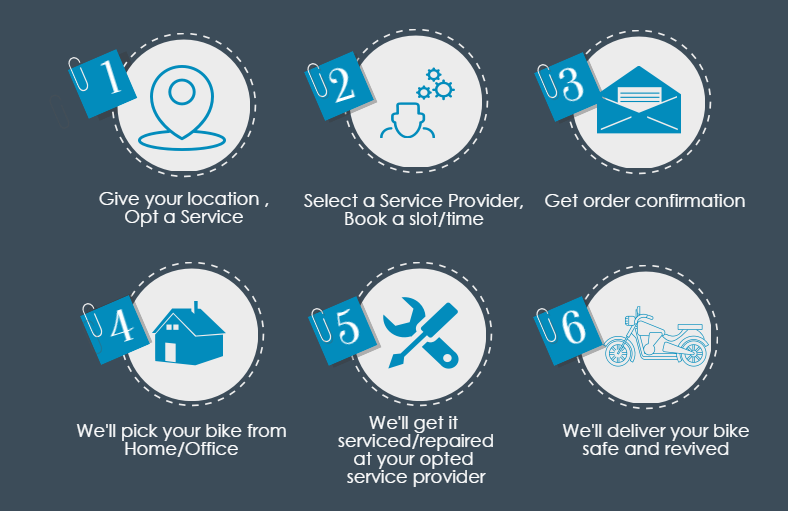 1
Give your location ,
Opt a Service
2
Select a Service Provider,
Book a slot/time
3
Get order confirmation
4
We'll pick your bike from
Home/Office
5
We'll get it
serviced/repaired
at your opted
service provider
6
We'll deliver your bike
safe and revived